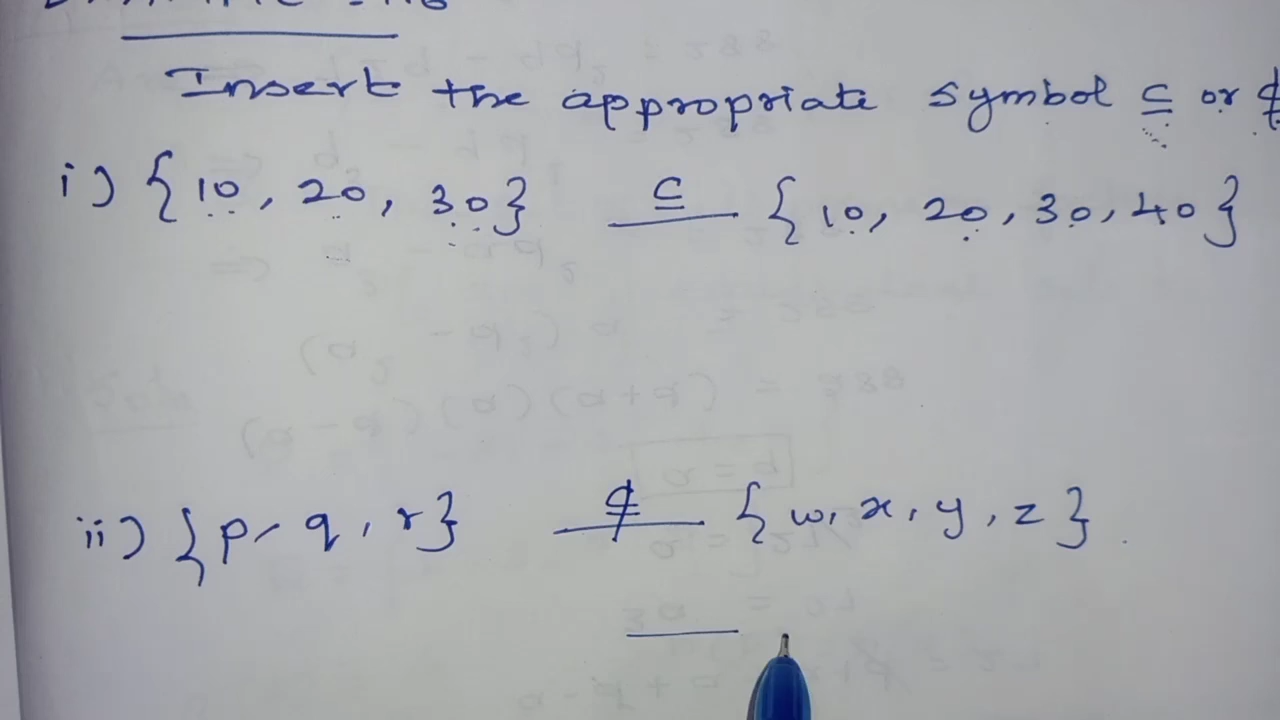 Insert the appropriate symbol ⊆ or ⊈
i) {10, 20, 30} ⊆ {10, 20, 30, 40}
ii) {p, q, r} ⊈ {w, x, y, z}